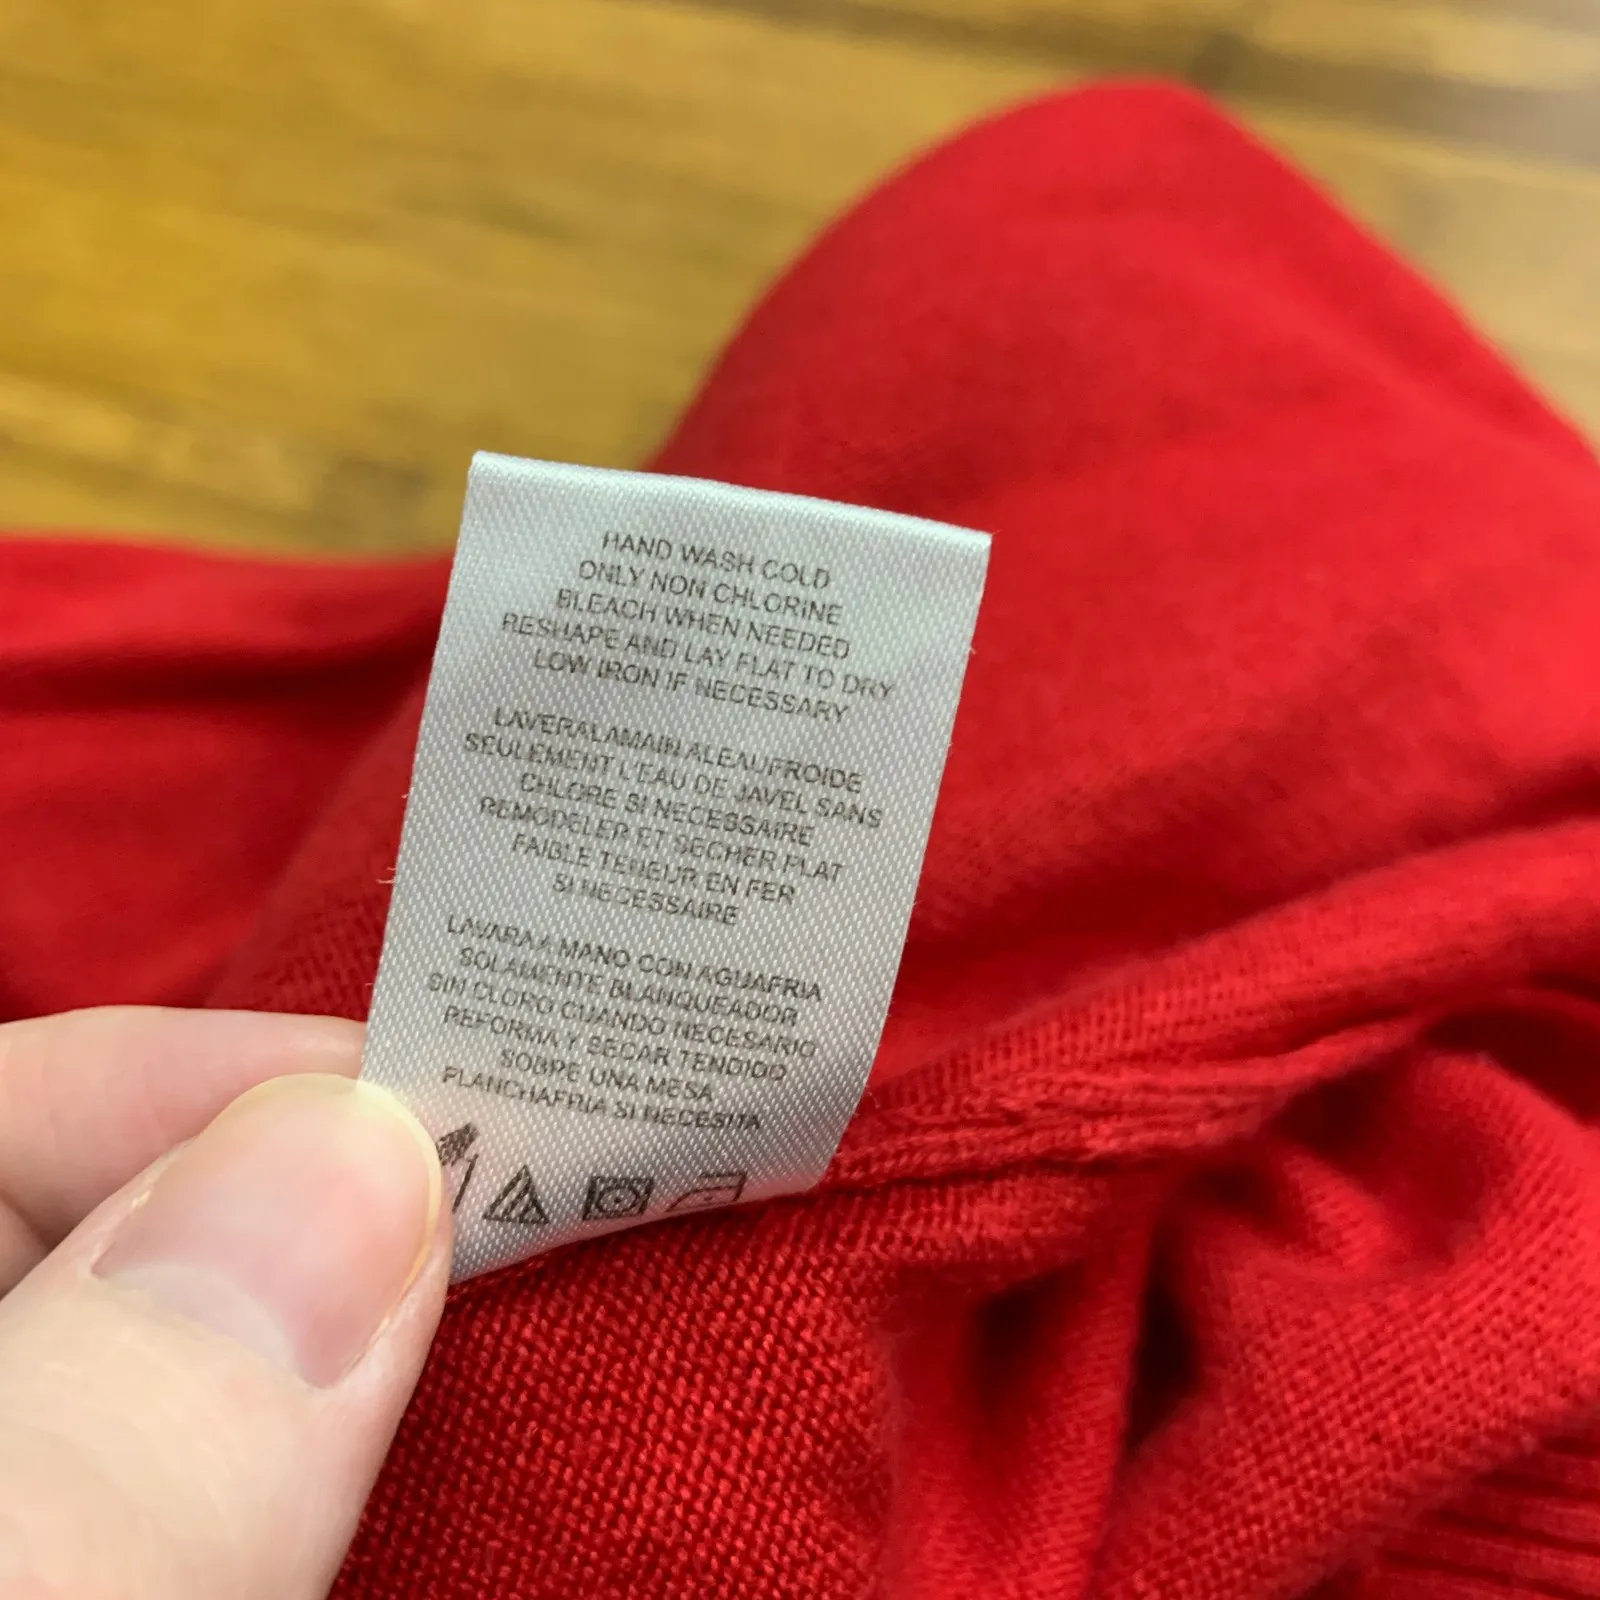 HAND WASH COLD
ONLY NON CHLORINE
BLEACH WHEN NEEDED
RESHAPE AND LAY FLAT TO DRY
LOW IRON IF NECESSARY
LAVERALAMAIN ALEAUFROIDE
SEULEMENT L'EAU DE JAVEL SANS
CHLORE SI NECESSAIRE
REMODELER ET SECHER PLAT
FAIBLE TENEUR EN FER
SI NECESSAIRE
LAVARAA MANO CON AGUAFRIA
SOLAMENTE BLANQUEADOR
SIN CLORO CUANDO NECESARIO
REFORMA Y SECAR TENDIDO
SOBRE UNA MESA
PLANCHAFRIA SI NECESITA